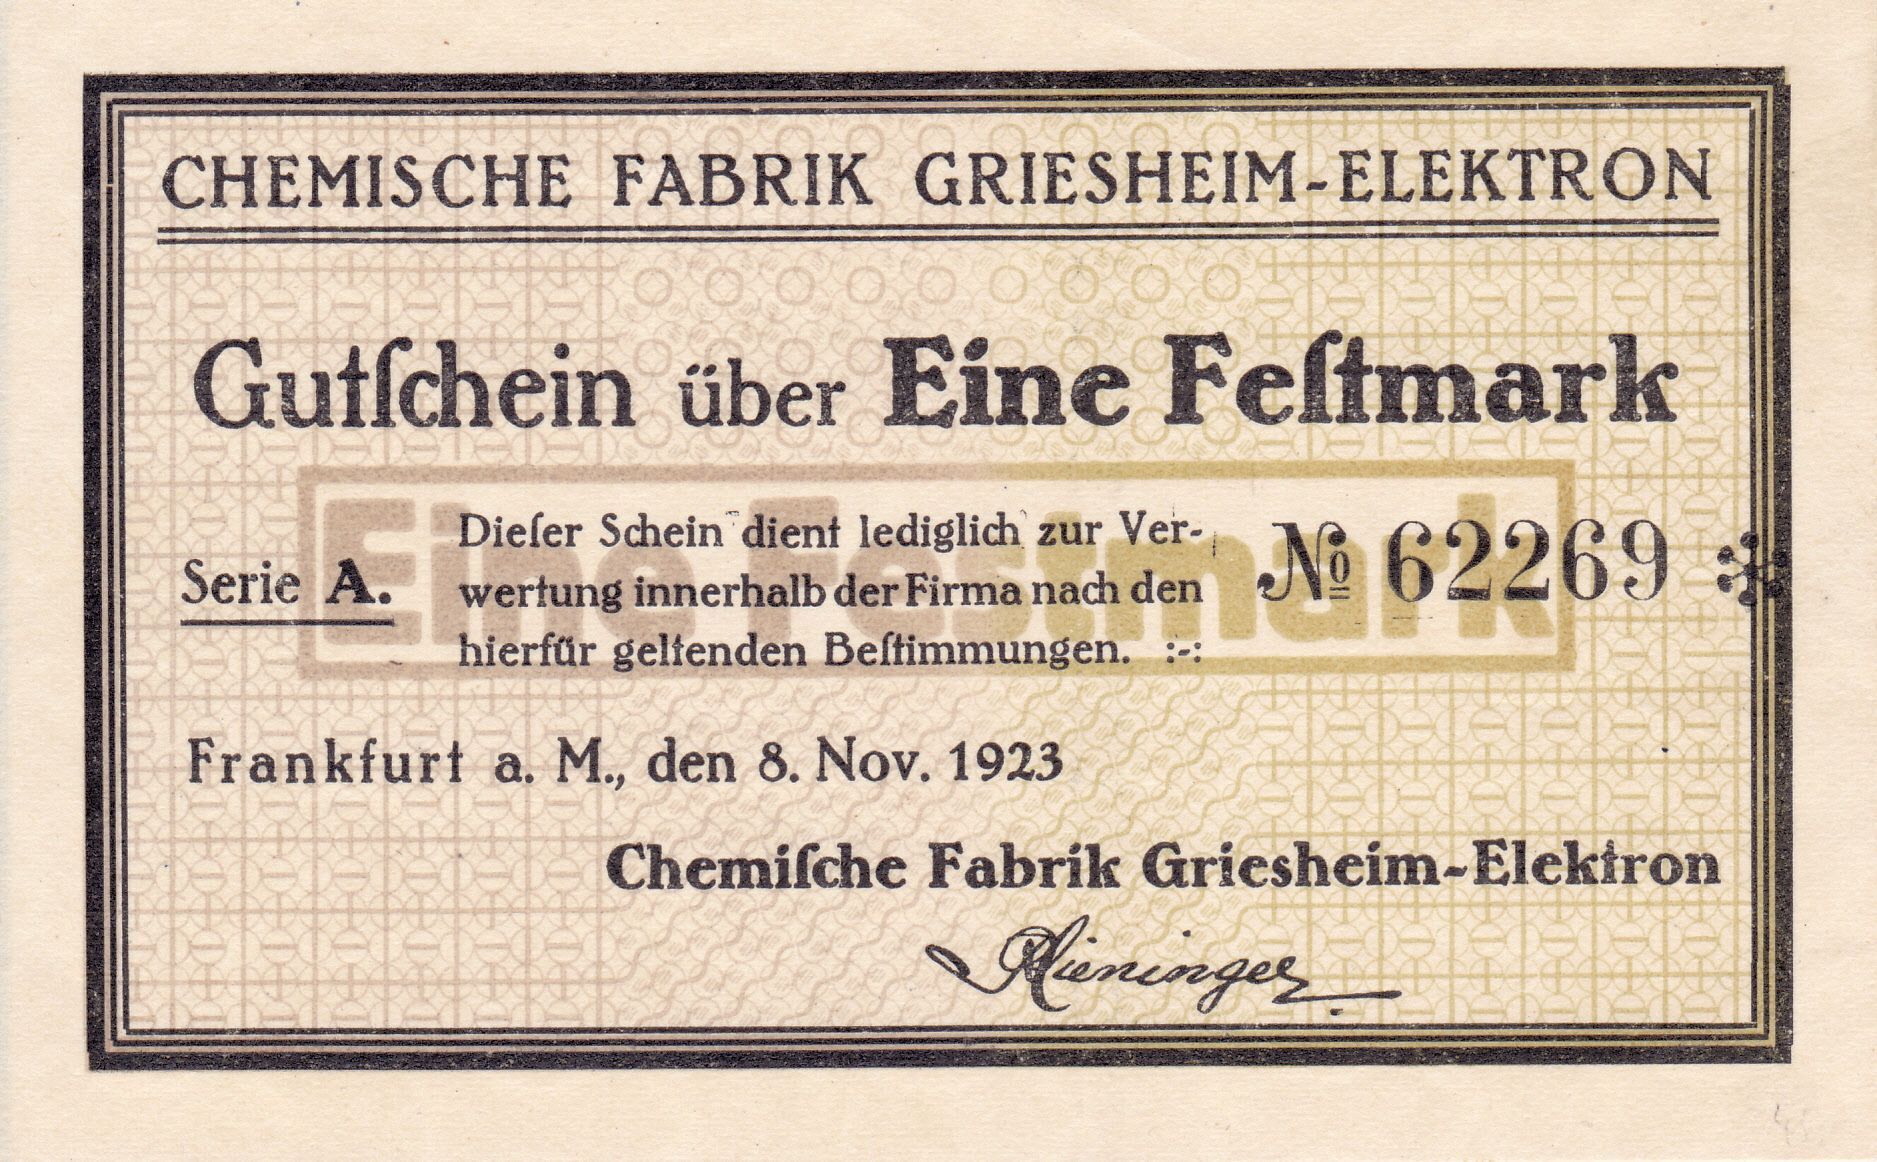 CHEMISCHE FABRIK GRIESHEIM-ELEKTRON
Gutſchein über Eine Feſtmark
Eine Festmark
Serie A.
Dieſer Schein dient lediglich zur Ver-
wertung innerhalb der Firma nach den
hierfür geltenden Beſtimmungen. :-:
№ 62269 *
Frankfurt a. M., den 8. Nov. 1923
Chemiſche Fabrik Griesheim-Elektron